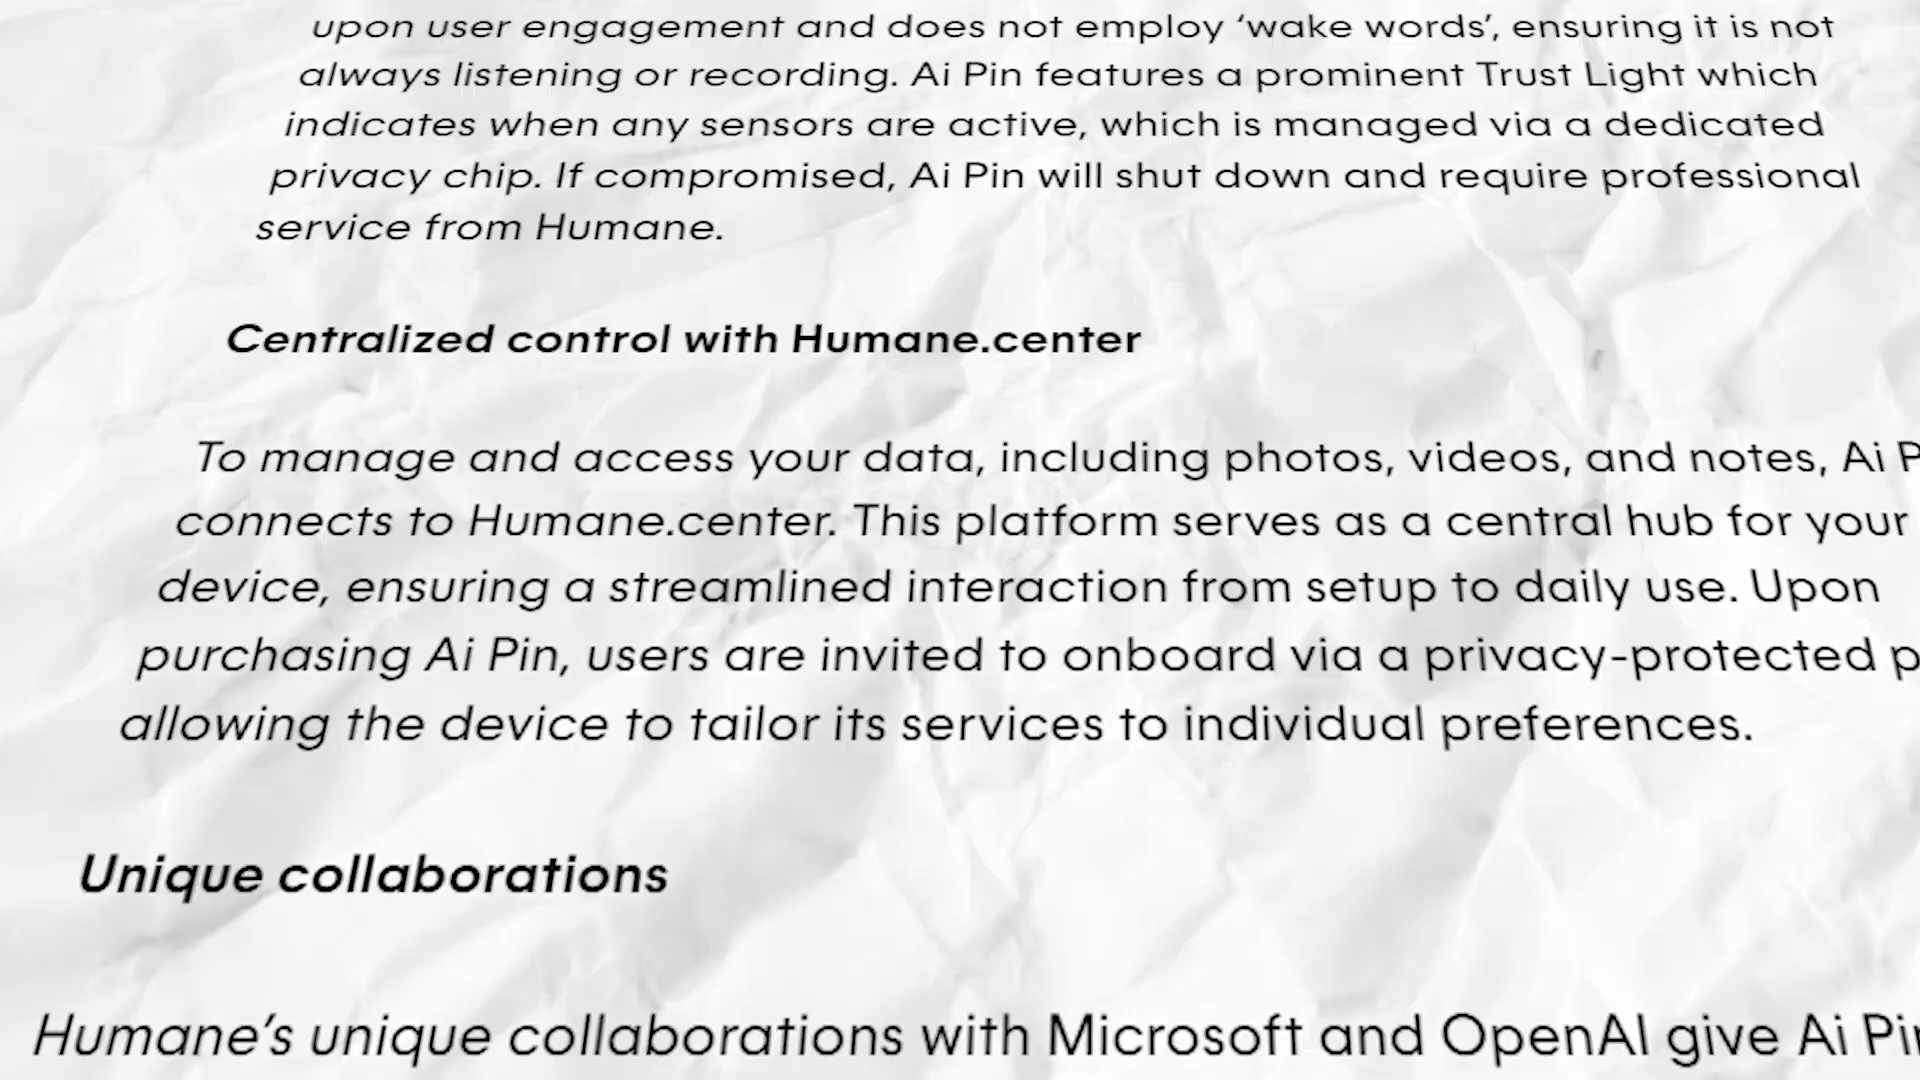 upon user engagement and does not employ ‘wake words’, ensuring it is not
always listening or recording. Ai Pin features a prominent Trust Light which
indicates when any sensors are active, which is managed via a dedicated
privacy chip. If compromised, Ai Pin will shut down and require professional
service from Humane.
Centralized control with Humane.center
To manage and access your data, including photos, videos, and notes, Ai
connects to Humane.center. This platform serves as a central hub for your
device, ensuring a streamlined interaction from setup to daily use. Upon
purchasing Ai Pin, users are invited to onboard via a privacy-protected
allowing the device to tailor its services to individual preferences.
Unique collaborations
Humane’s unique collaborations with Microsoft and OpenAI give Ai